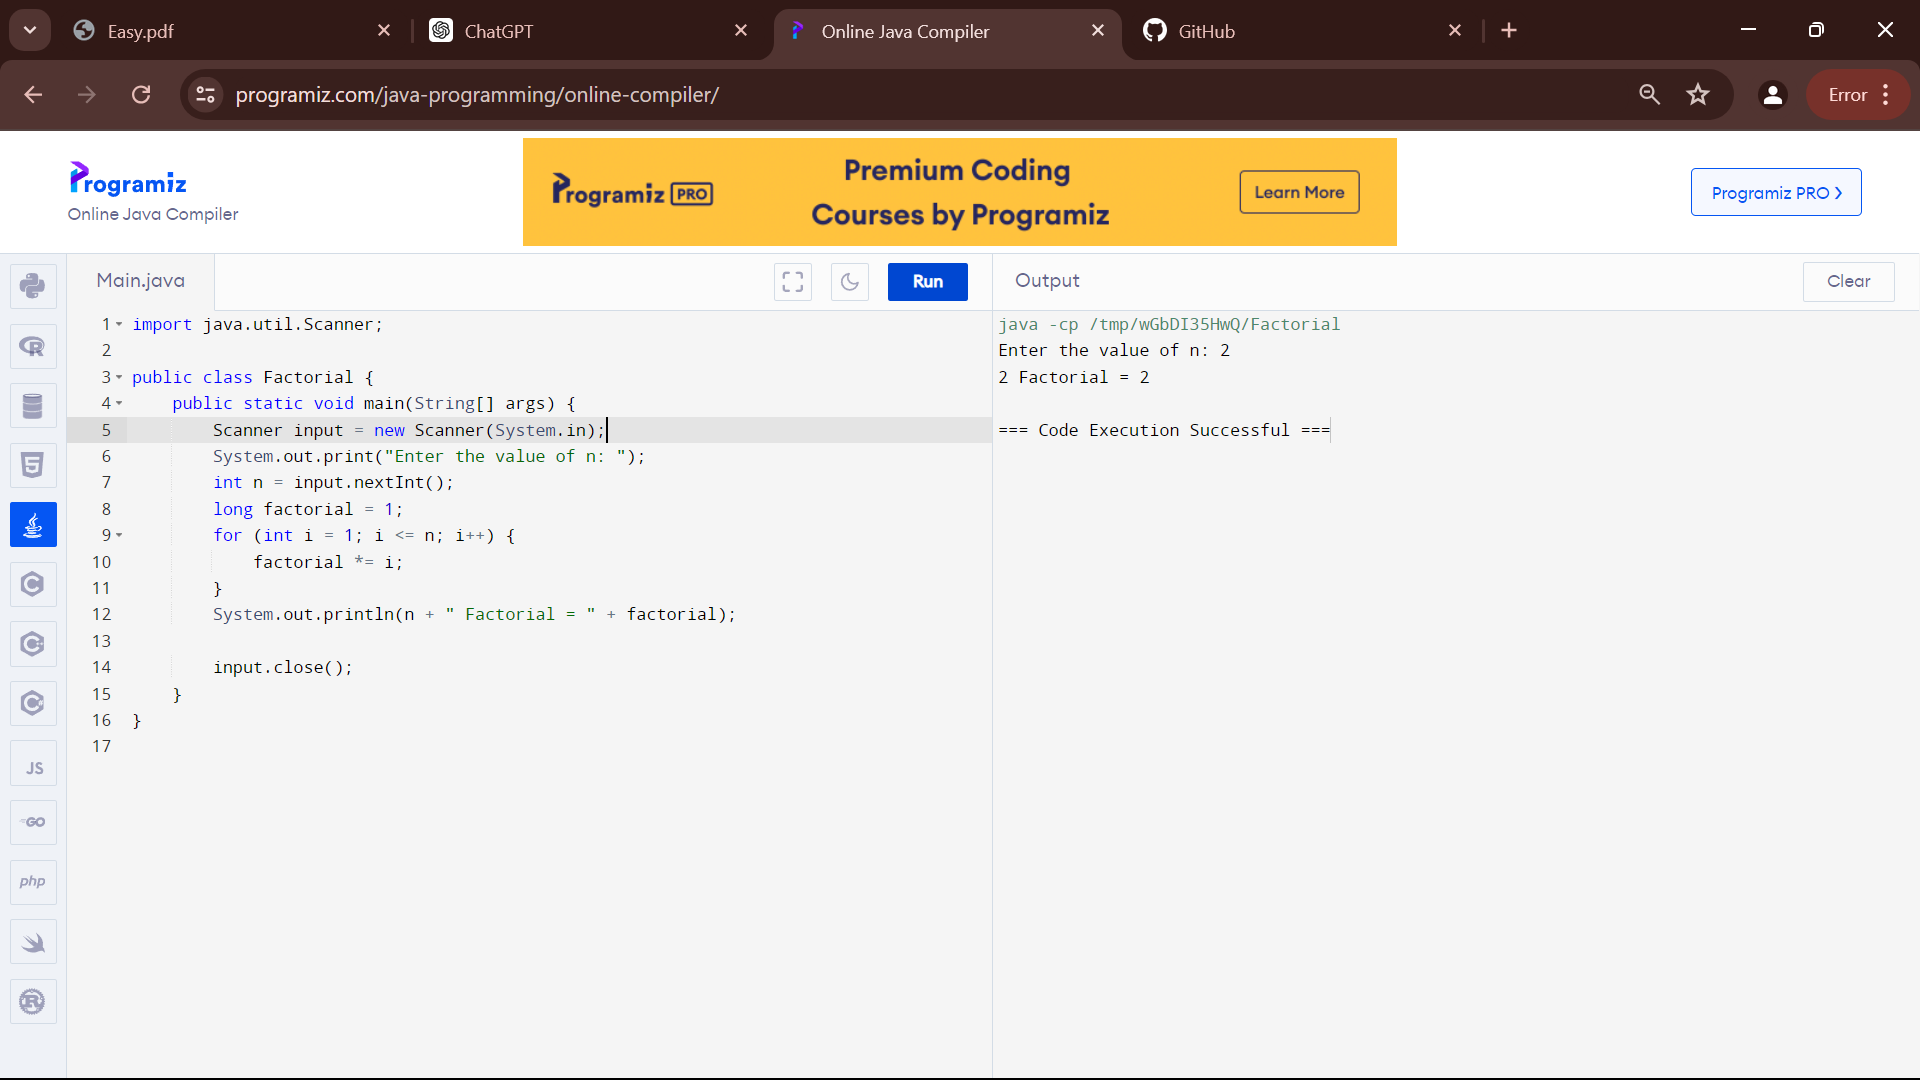 Easy.pdf
ChatGPT
Online Java Compiler
GitHub
programiz.com/java-programming/online-compiler/
Error
Programiz
Online Java Compiler
Programiz PRO
Premium Coding
Courses by Programiz
Learn More
Programiz PRO
Main.java
Run
Output
Clear
1 import java.util.Scanner;
2
3 public class Factorial {
4     public static void main(String[] args) {
5         Scanner input = new Scanner(System.in);
6         System.out.print("Enter the value of n: ");
7         int n = input.nextInt();
8         long factorial = 1;
9         for (int i = 1; i <= n; i++) {
10             factorial *= i;
11         }
12         System.out.println(n + " Factorial = " + factorial);
13
14         input.close();
15     }
16 }
17
java -cp /tmp/wGbDI35HwQ/Factorial
Enter the value of n: 2
2 Factorial = 2
=== Code Execution Successful ===
R
5
C
C
C
JS
GO
php
R